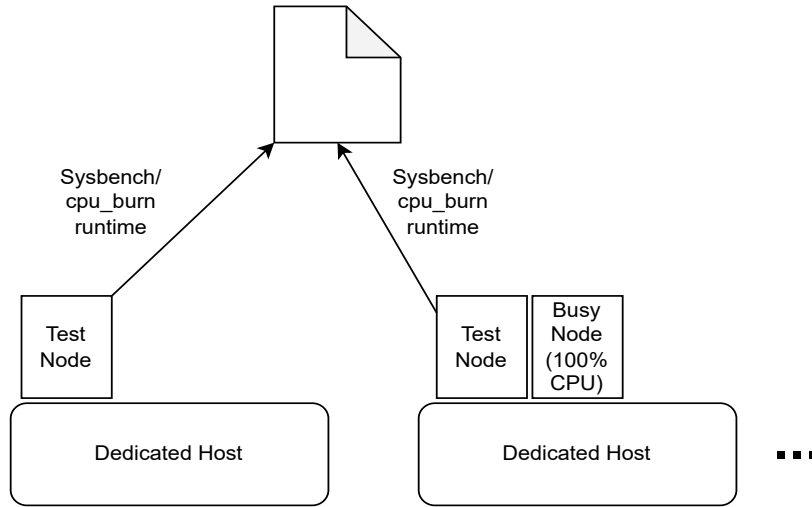 Sysbench/
cpu_burn
runtime
Sysbench/
cpu_burn
runtime
Test
Node
Test
Node
Busy
Node
(100%
CPU)
Dedicated Host
Dedicated Host